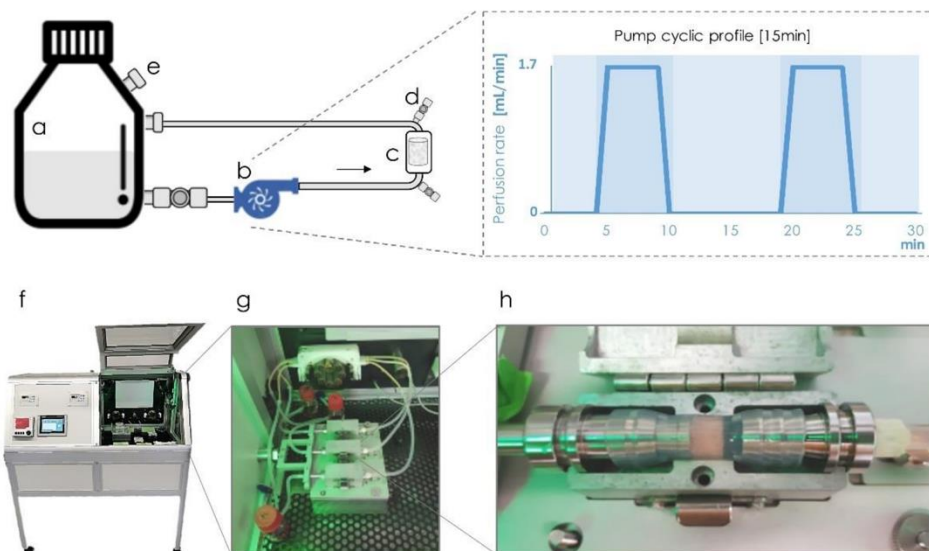 a
e
b
d
c
Pump cyclic profile [15min]
1.7
Perfusion rate [mL/min]
0
0 5 10 15 20 25 30
min
f
g
h